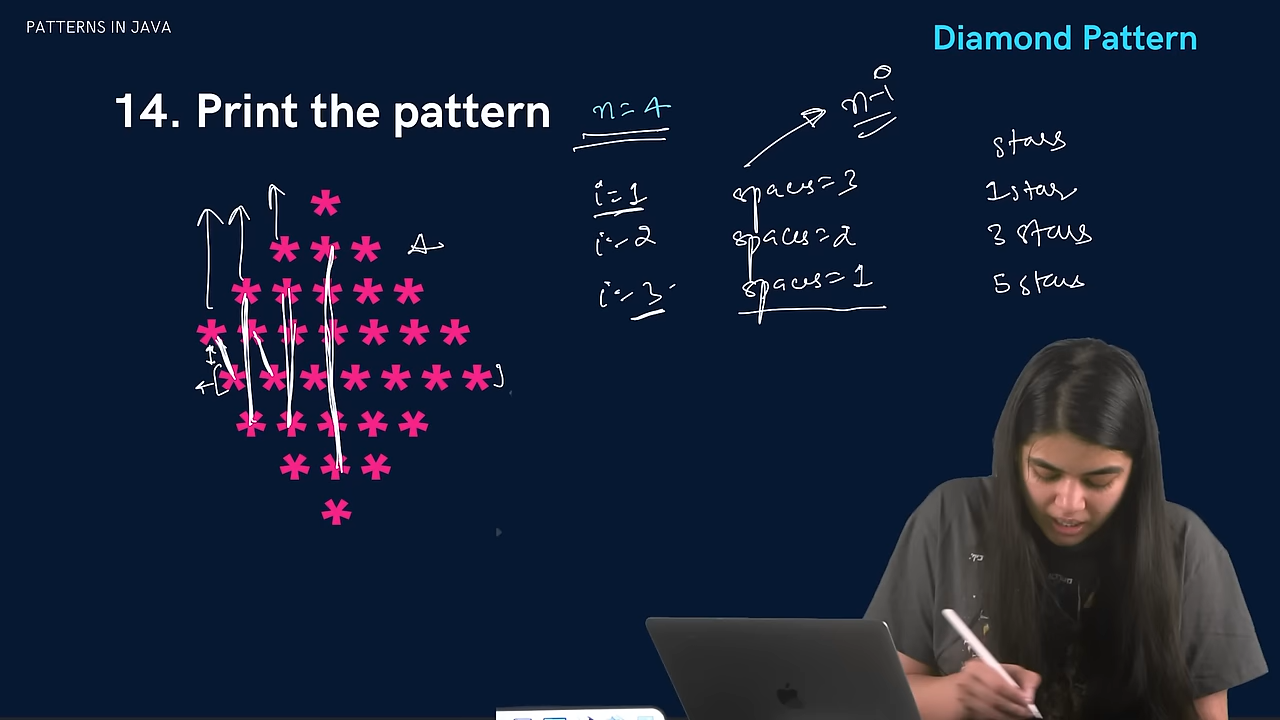 PATTERNS IN JAVA
Diamond Pattern
14. Print the pattern
n=4
n-i
stars
*
* * *
* * * * *
* * * * * * *
* * * * * * *
* * * * *
* * *
*
i=1 spaces=3 1 star
i=2 spaces=2 3 stars
i=3 spaces=1 5 stars